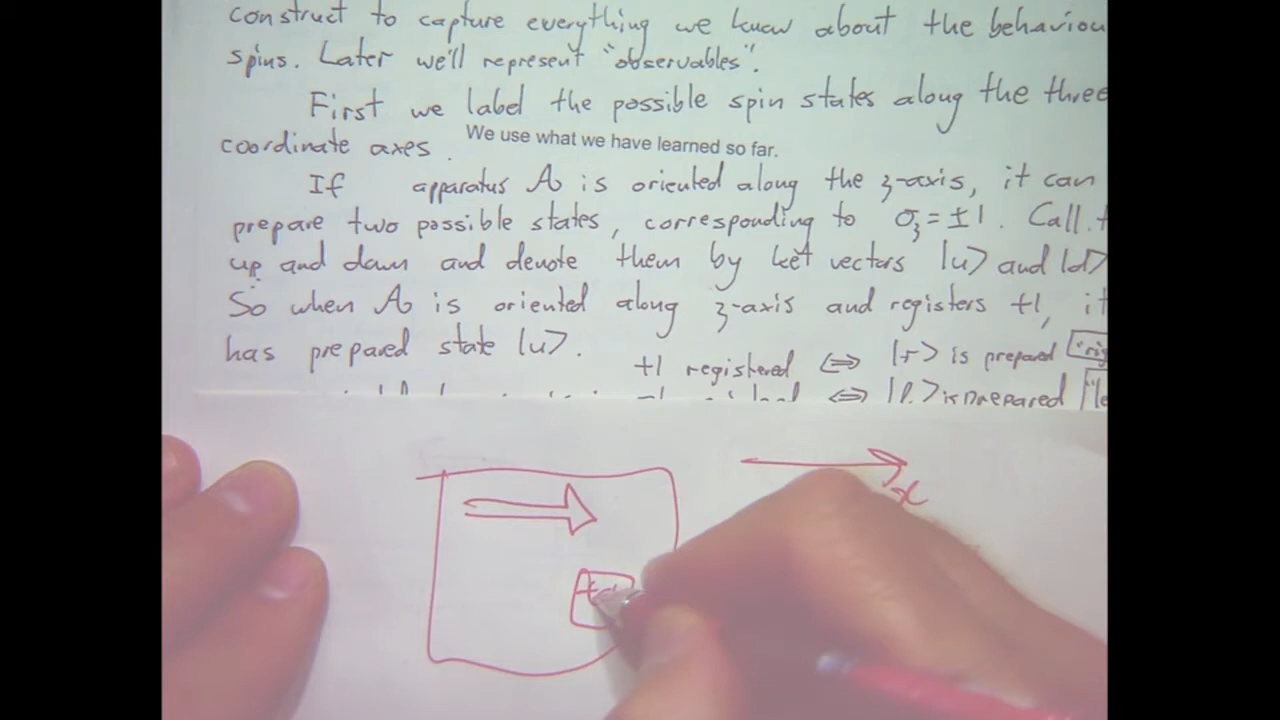 construct to capture everything we know about the behaviou
spins. Later we'll represent "observables".
First we label the possible spin states along the three
coordinate axes. We use what we have learned so far.
If apparatus A is oriented along the z-axis, it can
prepare two possible states, corresponding to σz = ±1. Call t
up and down and denote them by ket vectors |u> and |d>
So when A is oriented along z-axis and registers +1, it
has prepared state |u>.
+1 registered ⇔ |r> is prepared "rig
⇔ |l> is prepared "le
x